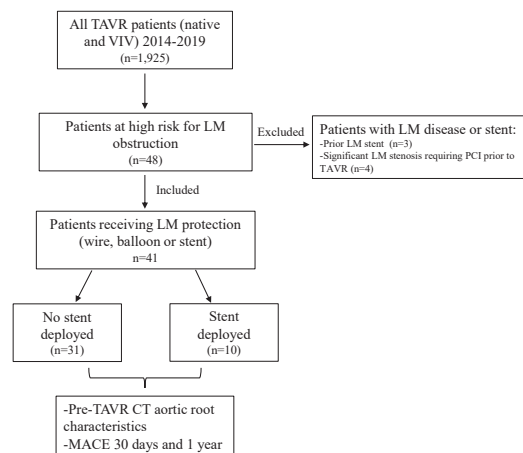 All TAVR patients (native
and VIV) 2014-2019
(n=1,925)
Patients at high risk for LM
obstruction
(n=48)
Excluded
Patients with LM disease or stent:
-Prior LM stent (n=3)
-Significant LM stenosis requiring PCI prior to
TAVR (n=4)
Included
Patients receiving LM protection
(wire, balloon or stent)
n=41
No stent
deployed
(n=31)
Stent
deployed
(n=10)
-Pre-TAVR CT aortic root
characteristics
-MACE 30 days and 1 year